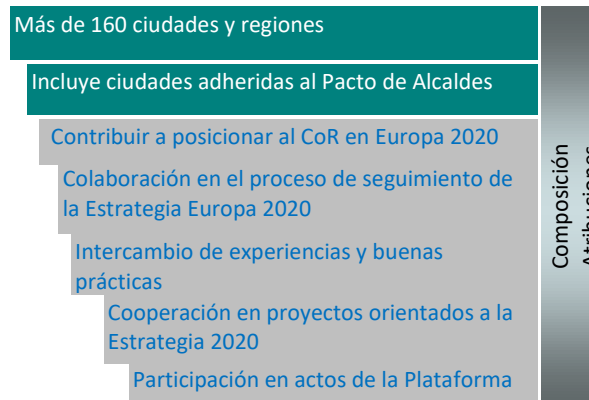 Más de 160 ciudades y regiones
Incluye ciudades adheridas al Pacto de Alcaldes
Contribuir a posicionar al CoR en Europa 2020
Colaboración en el proceso de seguimiento de
la Estrategia Europa 2020
Intercambio de experiencias y buenas
prácticas
Cooperación en proyectos orientados a la
Estrategia 2020
Participación en actos de la Plataforma
Composición